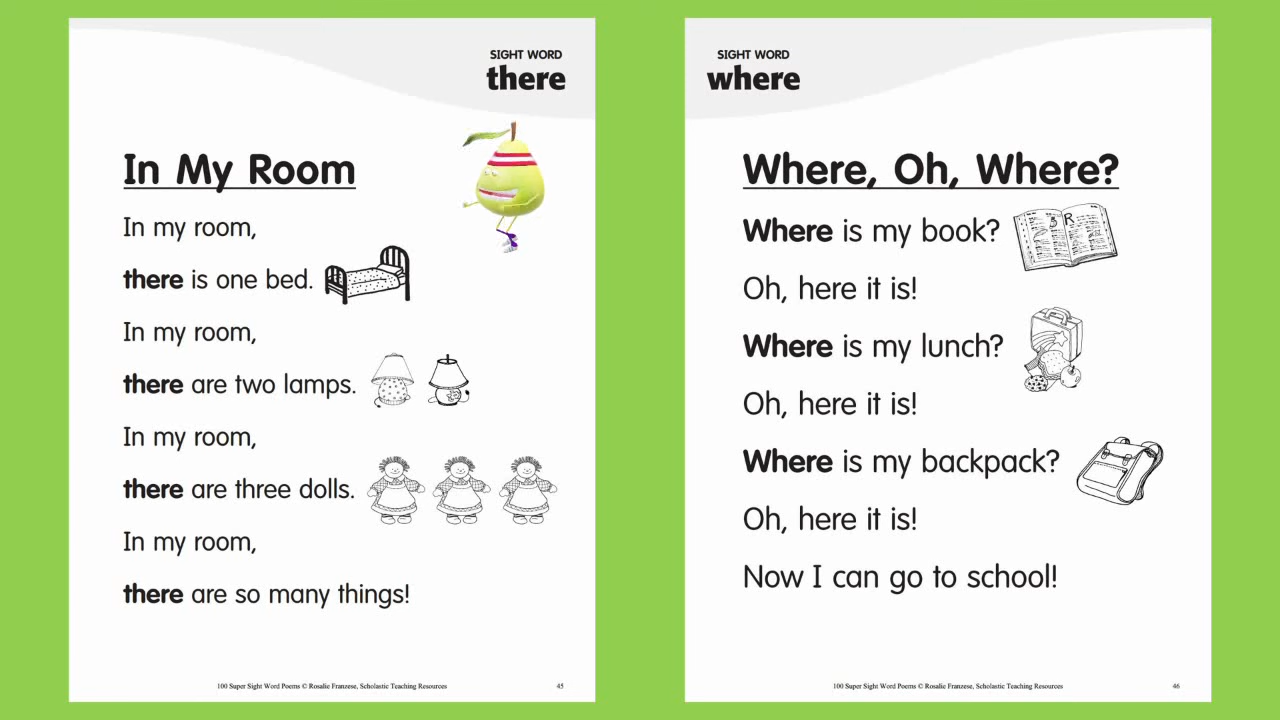 SIGHT WORD
there
In My Room
In my room,
there is one bed.
In my room,
there are two lamps.
In my room,
there are three dolls.
In my room,
there are so many things!
100 Super Sight Word Poems © Rosalie Franzese, Scholastic Teaching Resources
45
SIGHT WORD
where
Where, Oh, Where?
Where is my book?
Oh, here it is!
Where is my lunch?
Oh, here it is!
Where is my backpack?
Oh, here it is!
Now I can go to school!
100 Super Sight Word Poems © Rosalie Franzese, Scholastic Teaching Resources
46